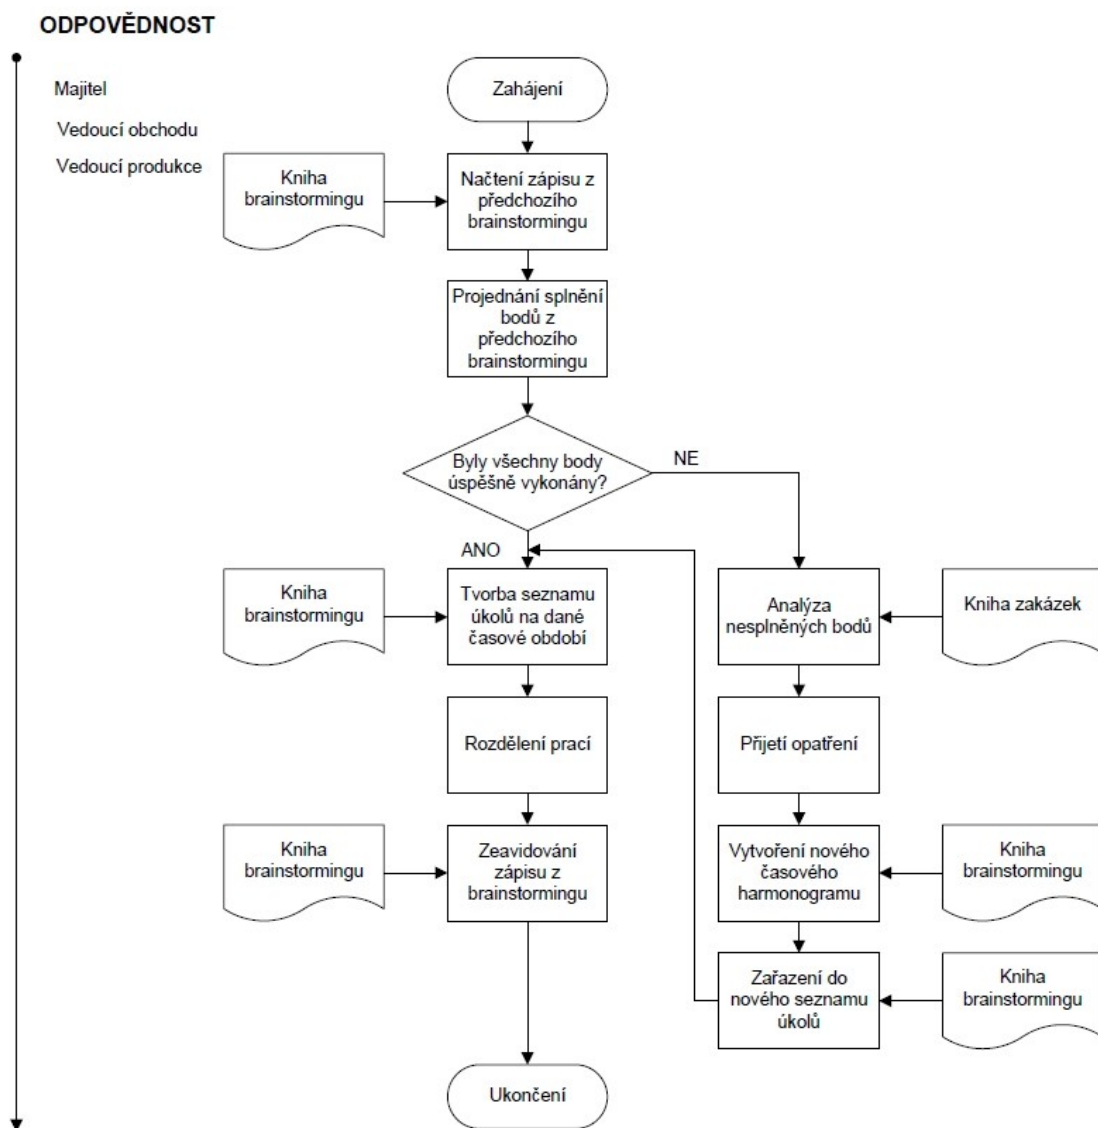 ODPOVĚDNOST
Majitel
Vedoucí obchodu
Vedoucí produkce
Zahájení
Kniha
brainstormingu
Načtení zápisu z
předchozího
brainstormingu
Projednání splnění
bodů z
předchozího
brainstormingu
Byly všechny body
úspěšně vykonány?
NE
ANO
Kniha
brainstormingu
Tvorba seznamu
úkolů na dané
časové období
Analýza
nesplněných bodů
Kniha zakázek
Rozdělení prací
Přijetí opatření
Kniha
brainstormingu
Zeavidování
zápisu z
brainstormingu
Vytvoření nového
časového
harmonogramu
Kniha
brainstormingu
Zařazení do
nového seznamu
úkolů
Kniha
brainstormingu
Ukončení